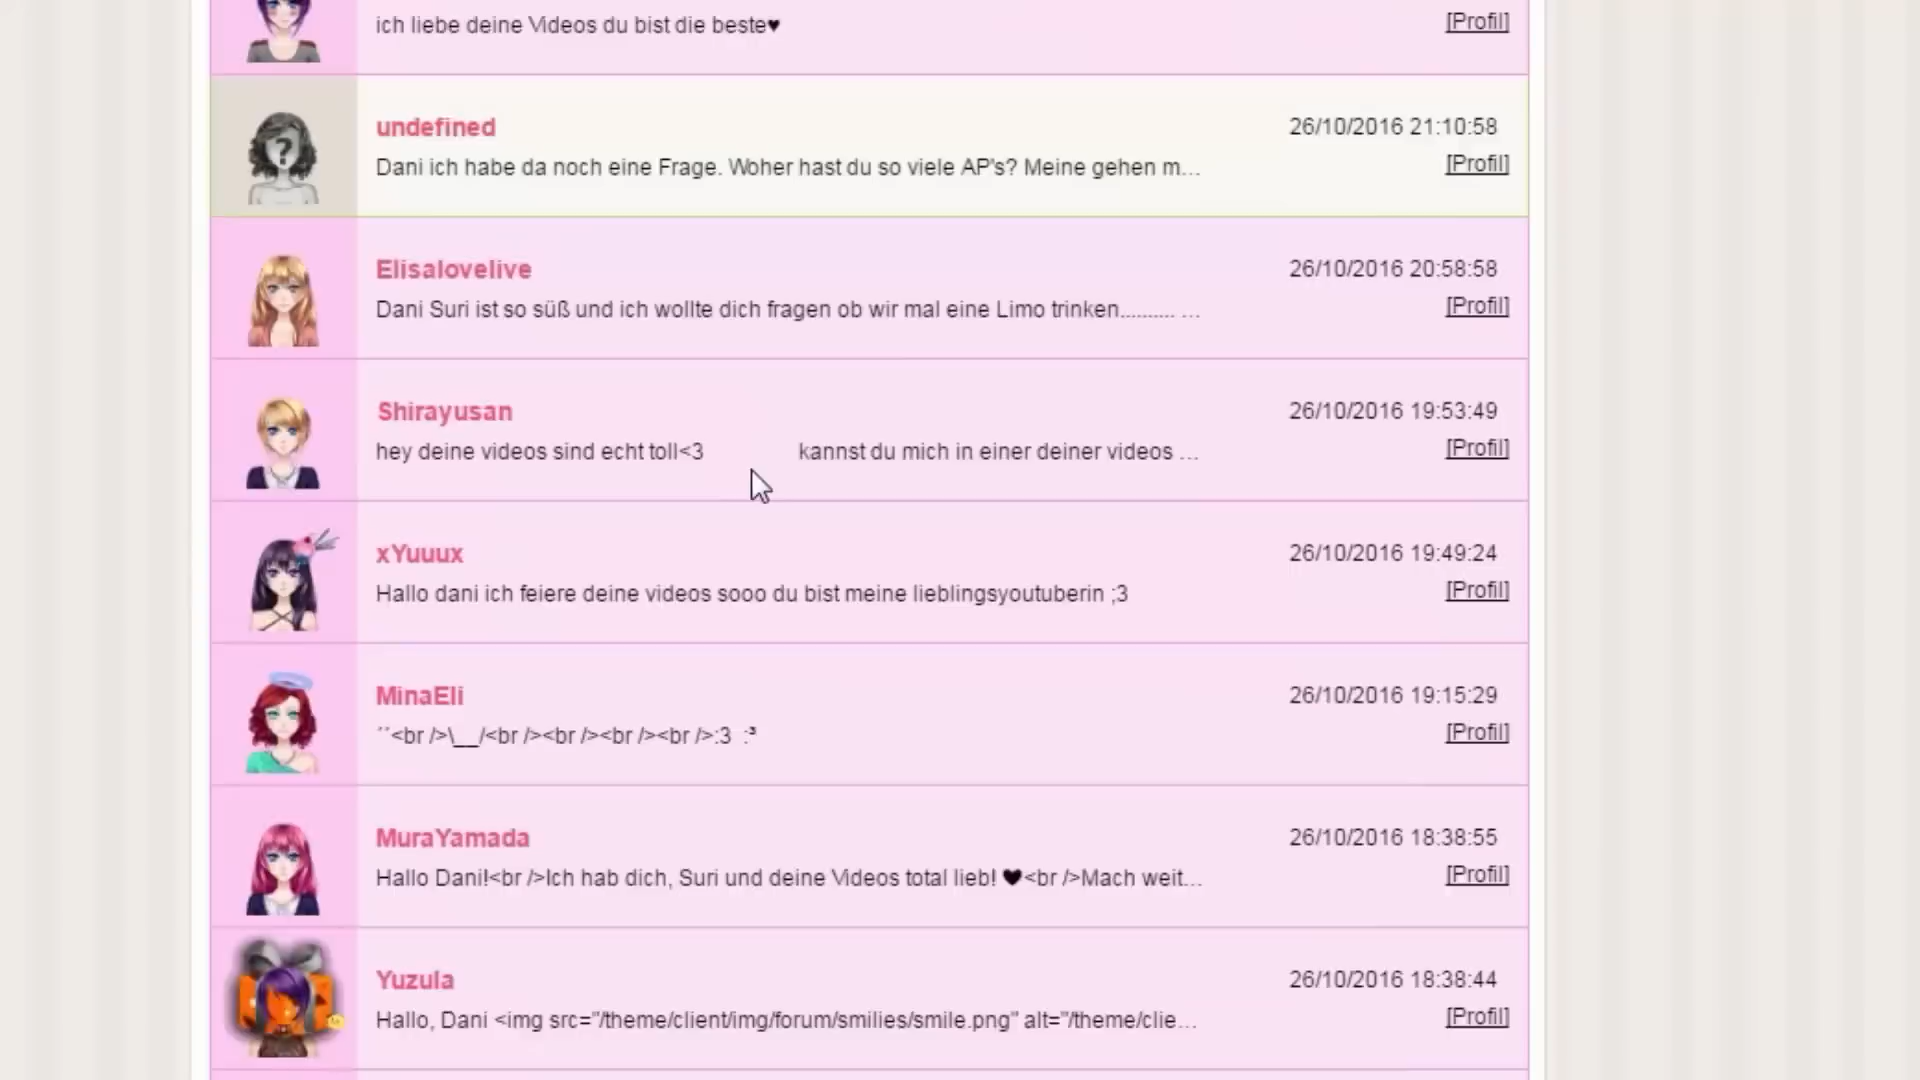 ich liebe deine Videos du bist die beste♥
[Profil]
undefined
26/10/2016 21:10:58
Dani ich habe da noch eine Frage. Woher hast du so viele AP's? Meine gehen m...
[Profil]
Elisalovelive
26/10/2016 20:58:58
Dani Suri ist so süß und ich wollte dich fragen ob wir mal eine Limo trinken.......... ...
[Profil]
Shirayusan
26/10/2016 19:53:49
hey deine videos sind echt toll<3 kannst du mich in einer deiner videos ...
[Profil]
xYuuux
26/10/2016 19:49:24
Hallo dani ich feiere deine videos sooo du bist meine lieblingsyoutuberin ;3
[Profil]
MinaEli
26/10/2016 19:15:29
´´<br />\__/<br /><br /><br /><br />:3 :³
[Profil]
MuraYamada
26/10/2016 18:38:55
Hallo Dani!<br />Ich hab dich, Suri und deine Videos total lieb! ♥<br />Mach weit...
[Profil]
Yuzula
26/10/2016 18:38:44
Hallo, Dani <img src="/theme/client/img/forum/smilies/smile.png" alt="/theme/clie...
[Profil]